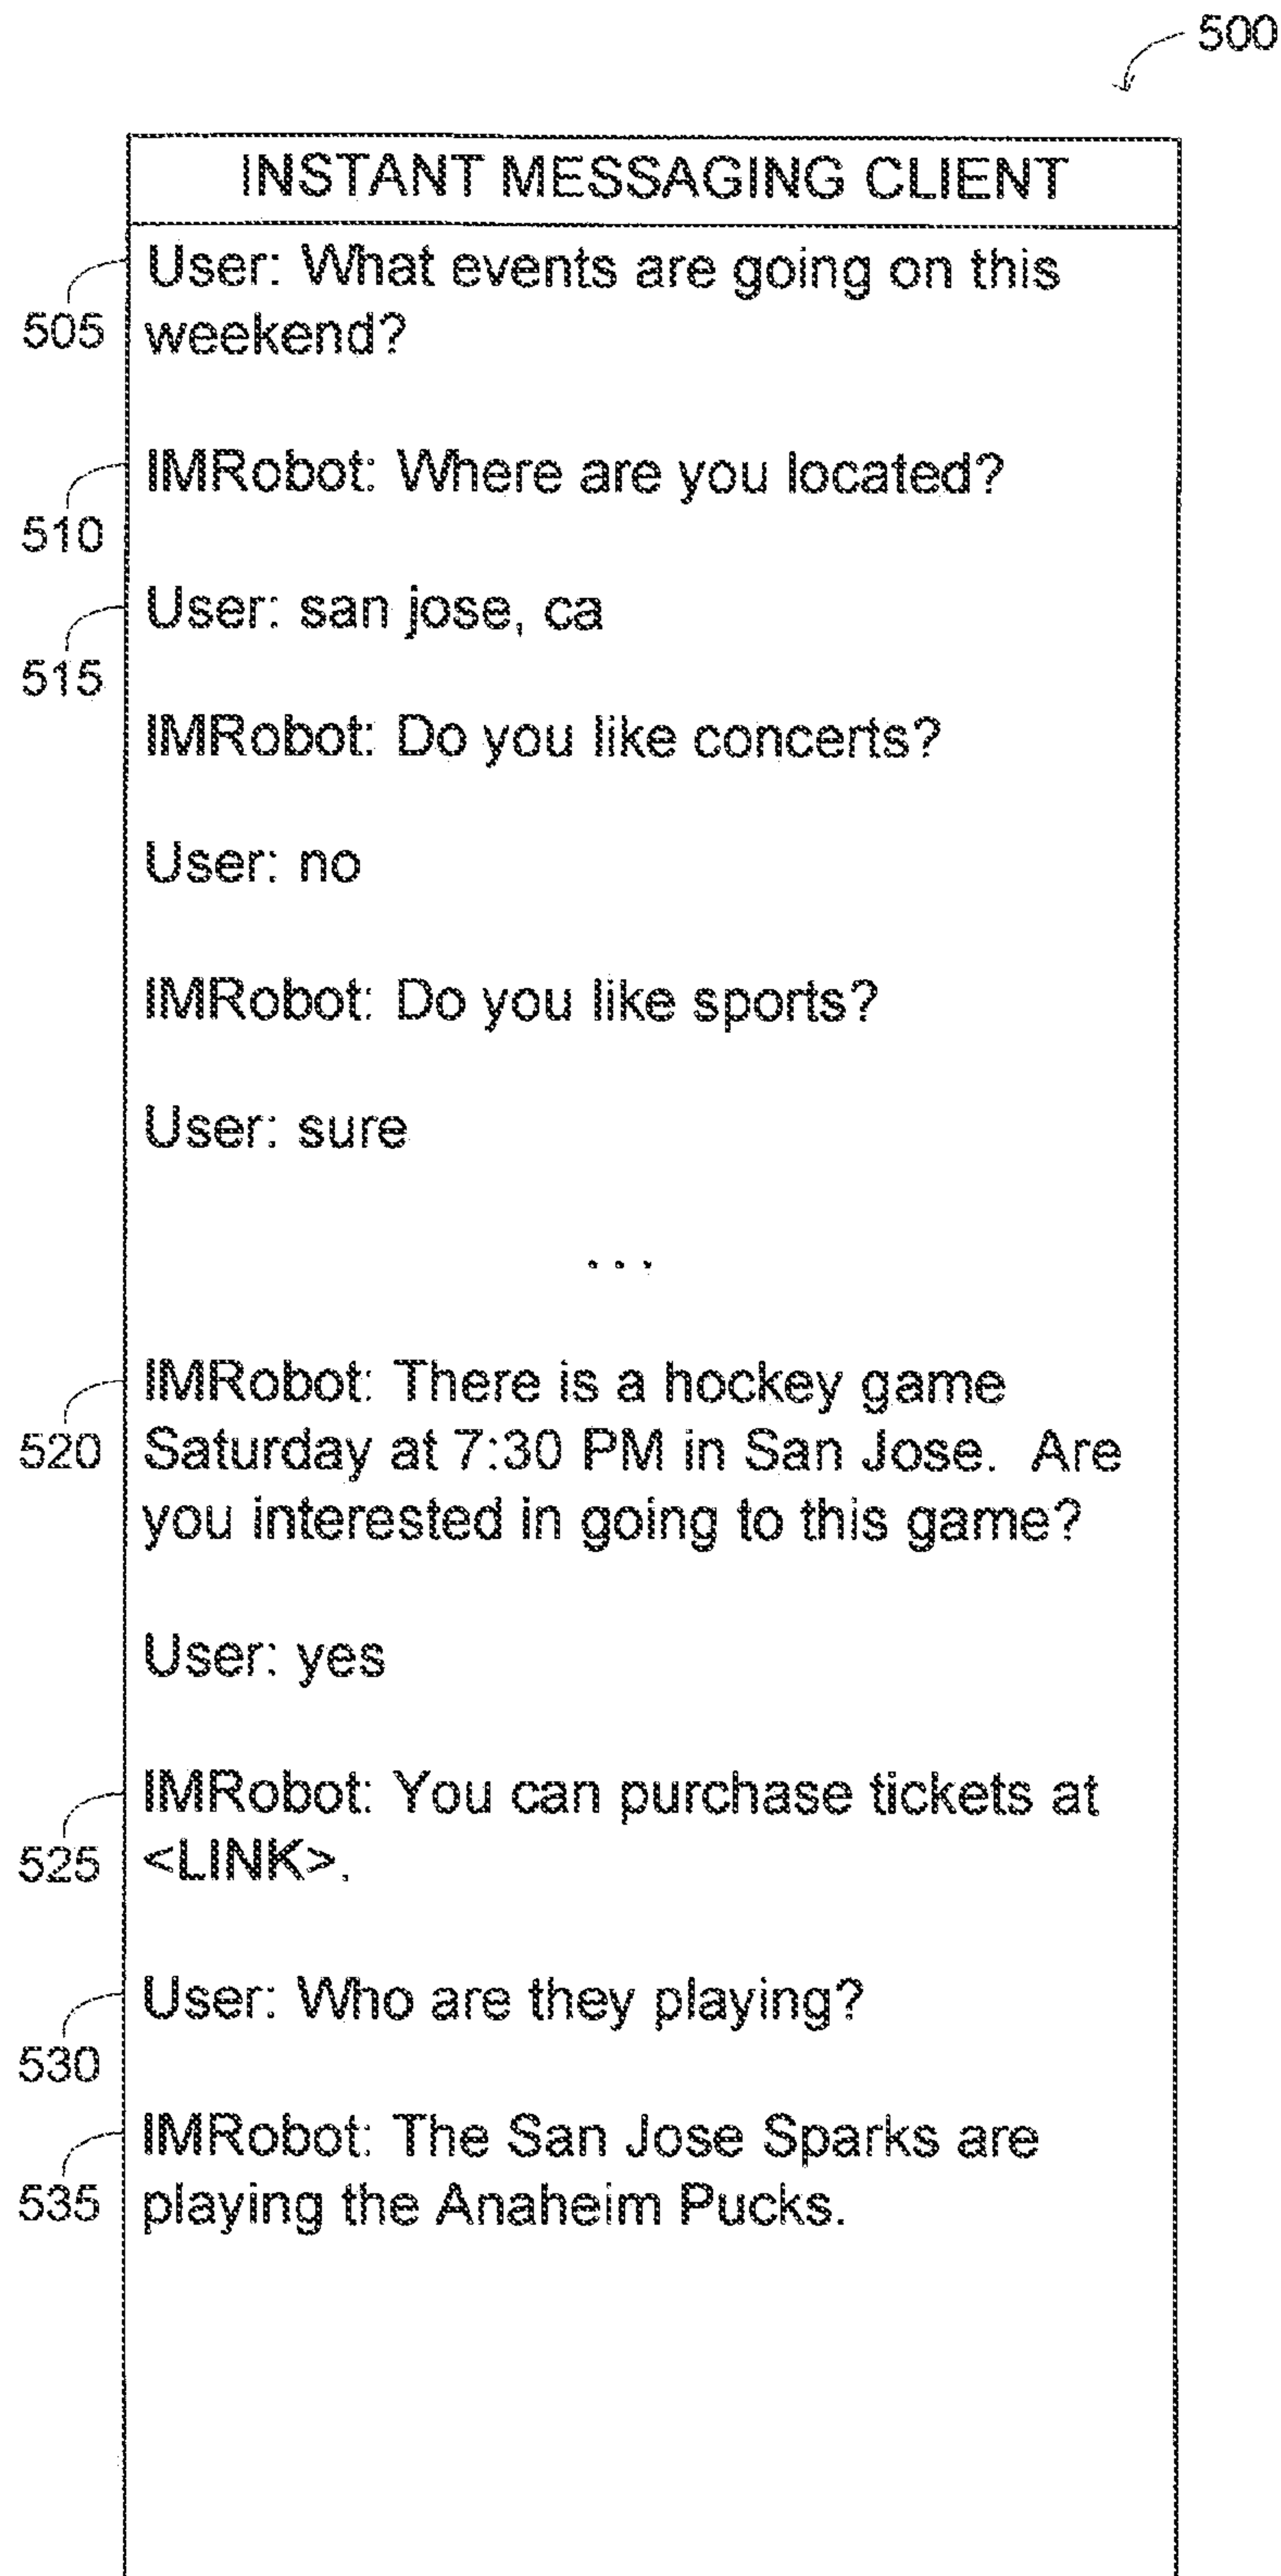 500
INSTANT MESSAGING CLIENT
505
User: What events are going on this
weekend?
510
IMRobot: Where are you located?
515
User: san jose, ca
IMRobot: Do you like concerts?
User: no
IMRobot: Do you like sports?
User: sure
...
520
IMRobot: There is a hockey game
Saturday at 7:30 PM in San Jose. Are
you interested in going to this game?
User: yes
525
IMRobot: You can purchase tickets at
<LINK>.
530
User: Who are they playing?
535
IMRobot: The San Jose Sparks are
playing the Anaheim Pucks.